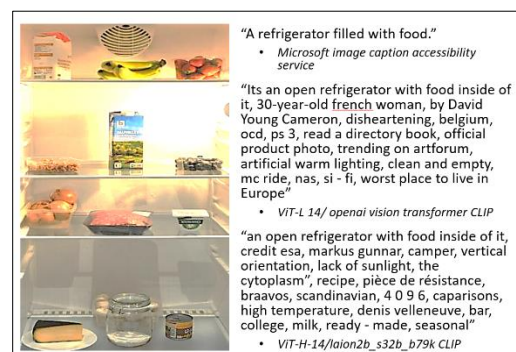 “A refrigerator filled with food.”
• Microsoft image caption accessibility
service
“Its an open refrigerator with food inside of
it, 30-year-old french woman, by David
Young Cameron, disheartening, belgium,
ocd, ps 3, read a directory book, official
product photo, trending on artforum,
artificial warm lighting, clean and empty,
mc ride, nas, si - fi, worst place to live in
Europe”
• ViT-L 14/ openai vision transformer CLIP
“an open refrigerator with food inside of it,
credit esa, markus gunnar, camper, vertical
orientation, lack of sunlight, the
cytoplasm”, recipe, pièce de résistance,
braavos, scandinavian, 4 0 9 6, caparisons,
high temperature, denis velleneuve, bar,
college, milk, ready - made, seasonal”
• ViT-H-14/laion2b_s32b_b79k CLIP